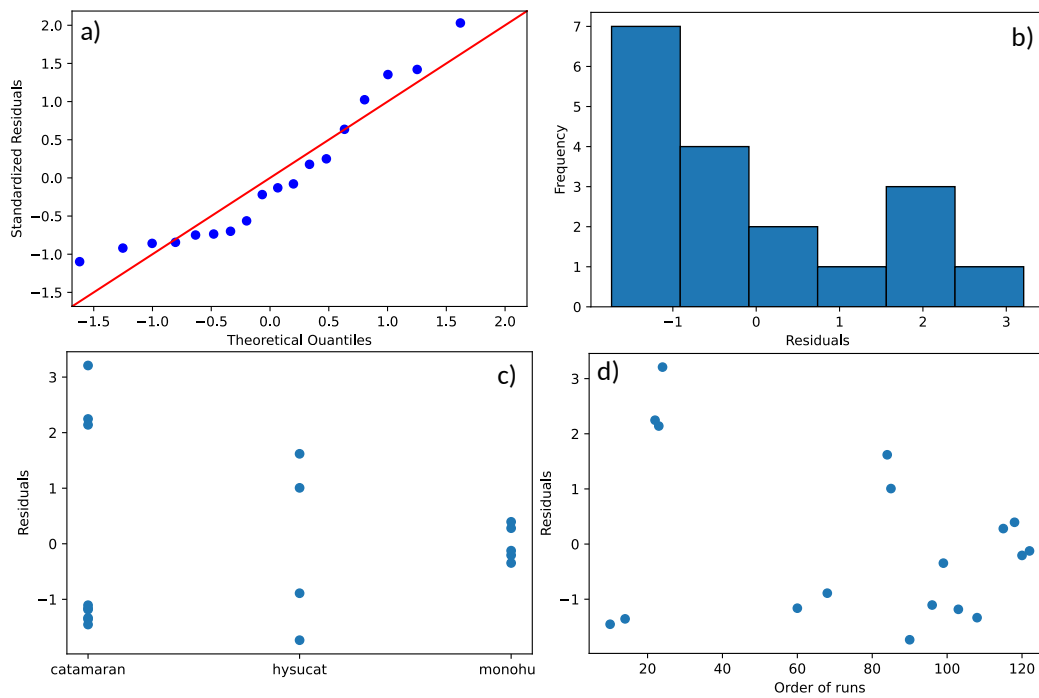 a)
Standardized Residuals
2.0
1.5
1.0
0.5
0.0
−0.5
−1.0
−1.5
−1.5 −1.0 −0.5 0.0 0.5 1.0 1.5 2.0
Theoretical Quantiles
b)
Frequency
7
6
5
4
3
2
1
0
−1 0 1 2 3
Residuals
c)
Residuals
3
2
1
0
−1
catamaran hysucat monohu
d)
Residuals
3
2
1
0
−1
20 40 60 80 100 120
Order of runs